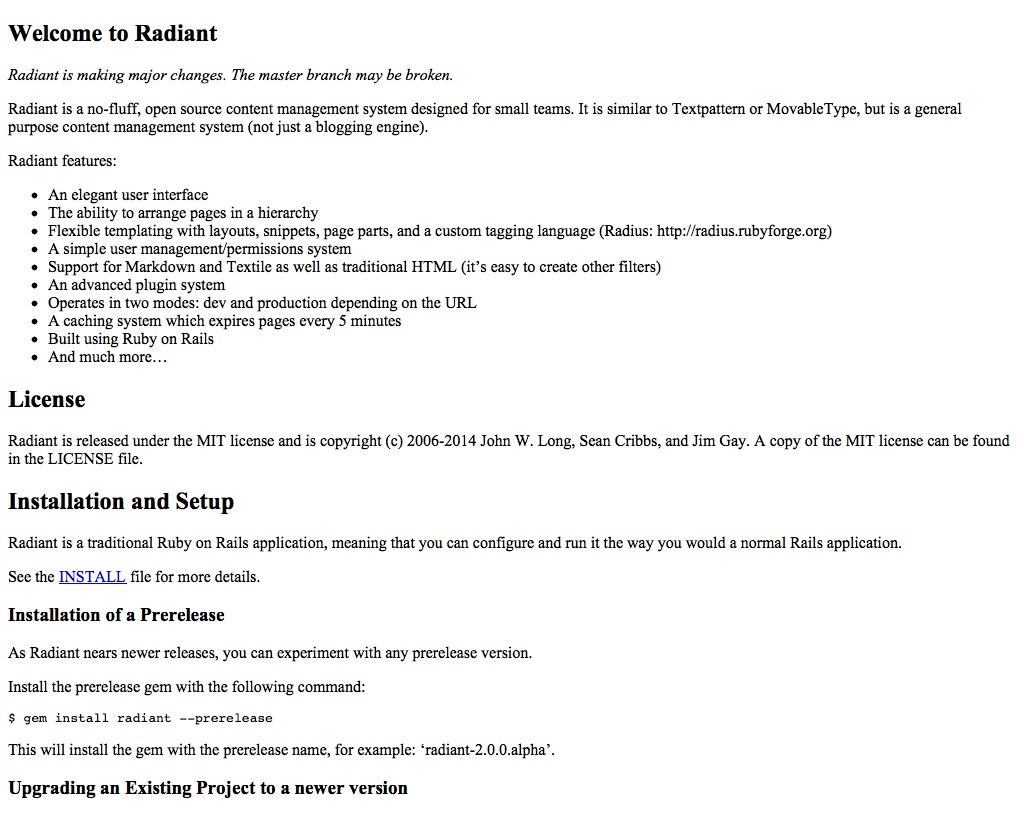 Welcome to Radiant
Radiant is making major changes. The master branch may be broken.
Radiant is a no-fluff, open source content management system designed for small teams. It is similar to Textpattern or MovableType, but is a general
purpose content management system (not just a blogging engine).
Radiant features:
• An elegant user interface
• The ability to arrange pages in a hierarchy
• Flexible templating with layouts, snippets, page parts, and a custom tagging language (Radius: http://radius.rubyforge.org)
• A simple user management/permissions system
• Support for Markdown and Textile as well as traditional HTML (it’s easy to create other filters)
• An advanced plugin system
• Operates in two modes: dev and production depending on the URL
• A caching system which expires pages every 5 minutes
• Built using Ruby on Rails
• And much more…
License
Radiant is released under the MIT license and is copyright (c) 2006-2014 John W. Long, Sean Cribbs, and Jim Gay. A copy of the MIT license can be found
in the LICENSE file.
Installation and Setup
Radiant is a traditional Ruby on Rails application, meaning that you can configure and run it the way you would a normal Rails application.
See the INSTALL file for more details.
Installation of a Prerelease
As Radiant nears newer releases, you can experiment with any prerelease version.
Install the prerelease gem with the following command:
$ gem install radiant --prerelease
This will install the gem with the prerelease name, for example: ‘radiant-2.0.0.alpha’.
Upgrading an Existing Project to a newer version